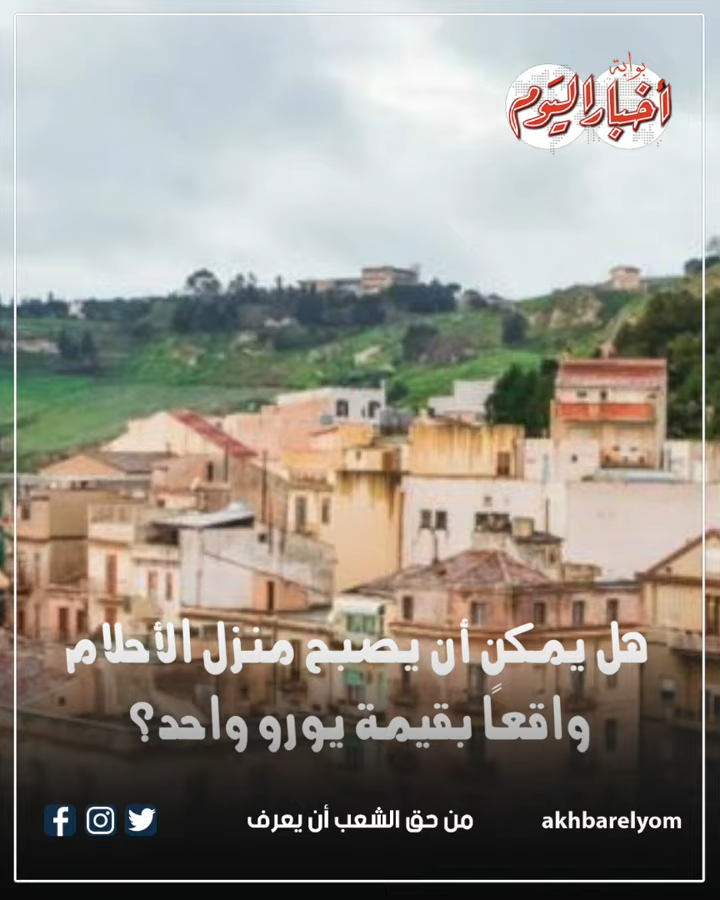 بوابة
أخبار اليوم
هل يمكن أن يصبح منزل الأحلام
واقعاً بقيمة يورو واحد؟
من حق الشعب أن يعرف
akhbarelyom